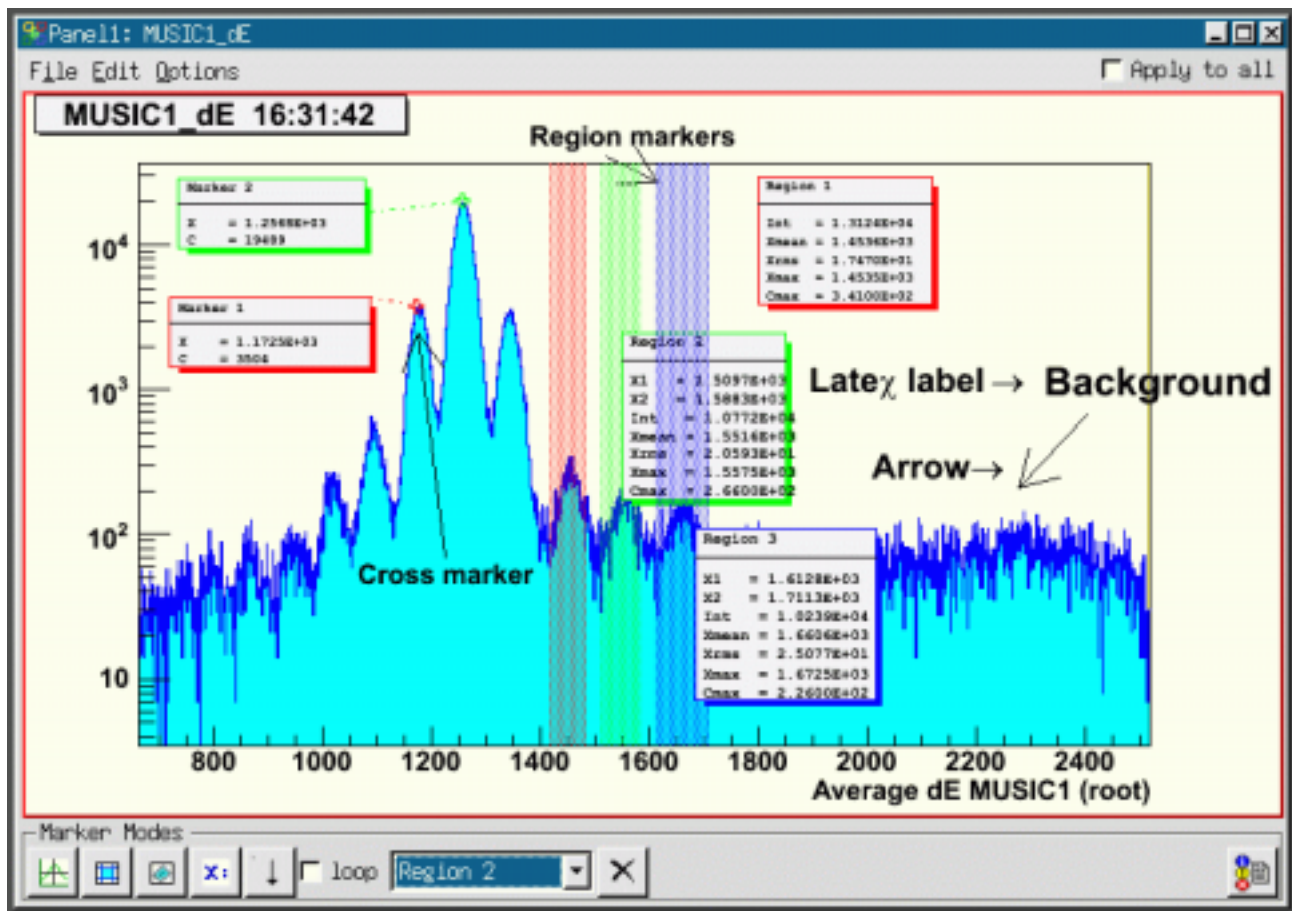 Panel1: MUSIC1_dE
File Edit Options
Apply to all
MUSIC1_dE 16:31:42
Region markers
Marker 2
X = 1.2568E+03
C = 19499
Region 1
Int = 1.3124E+04
Xmean = 1.4536E+03
Xrms = 1.7470E+01
Xmax = 1.4535E+03
Cmax = 3.4100E+02
Marker 1
X = 1.1725E+03
C = 3504
Region 2
X1 = 1.5097E+03
X2 = 1.5883E+03
Int = 1.0772E+04
Xmean = 1.5516E+03
Xrms = 2.0593E+01
Xmax = 1.5575E+03
Cmax = 2.6600E+02
Lateχ label → Background
Arrow→
Cross marker
Region 3
X1 = 1.6128E+03
X2 = 1.7113E+03
Int = 1.0239E+04
Xmean = 1.6606E+03
Xrms = 2.5077E+01
Xmax = 1.6725E+03
Cmax = 2.2600E+02
10⁴
10³
10²
10
800 1000 1200 1400 1600 1800 2000 2200 2400
Average dE MUSIC1 (root)
Marker Modes
X: loop Region 2